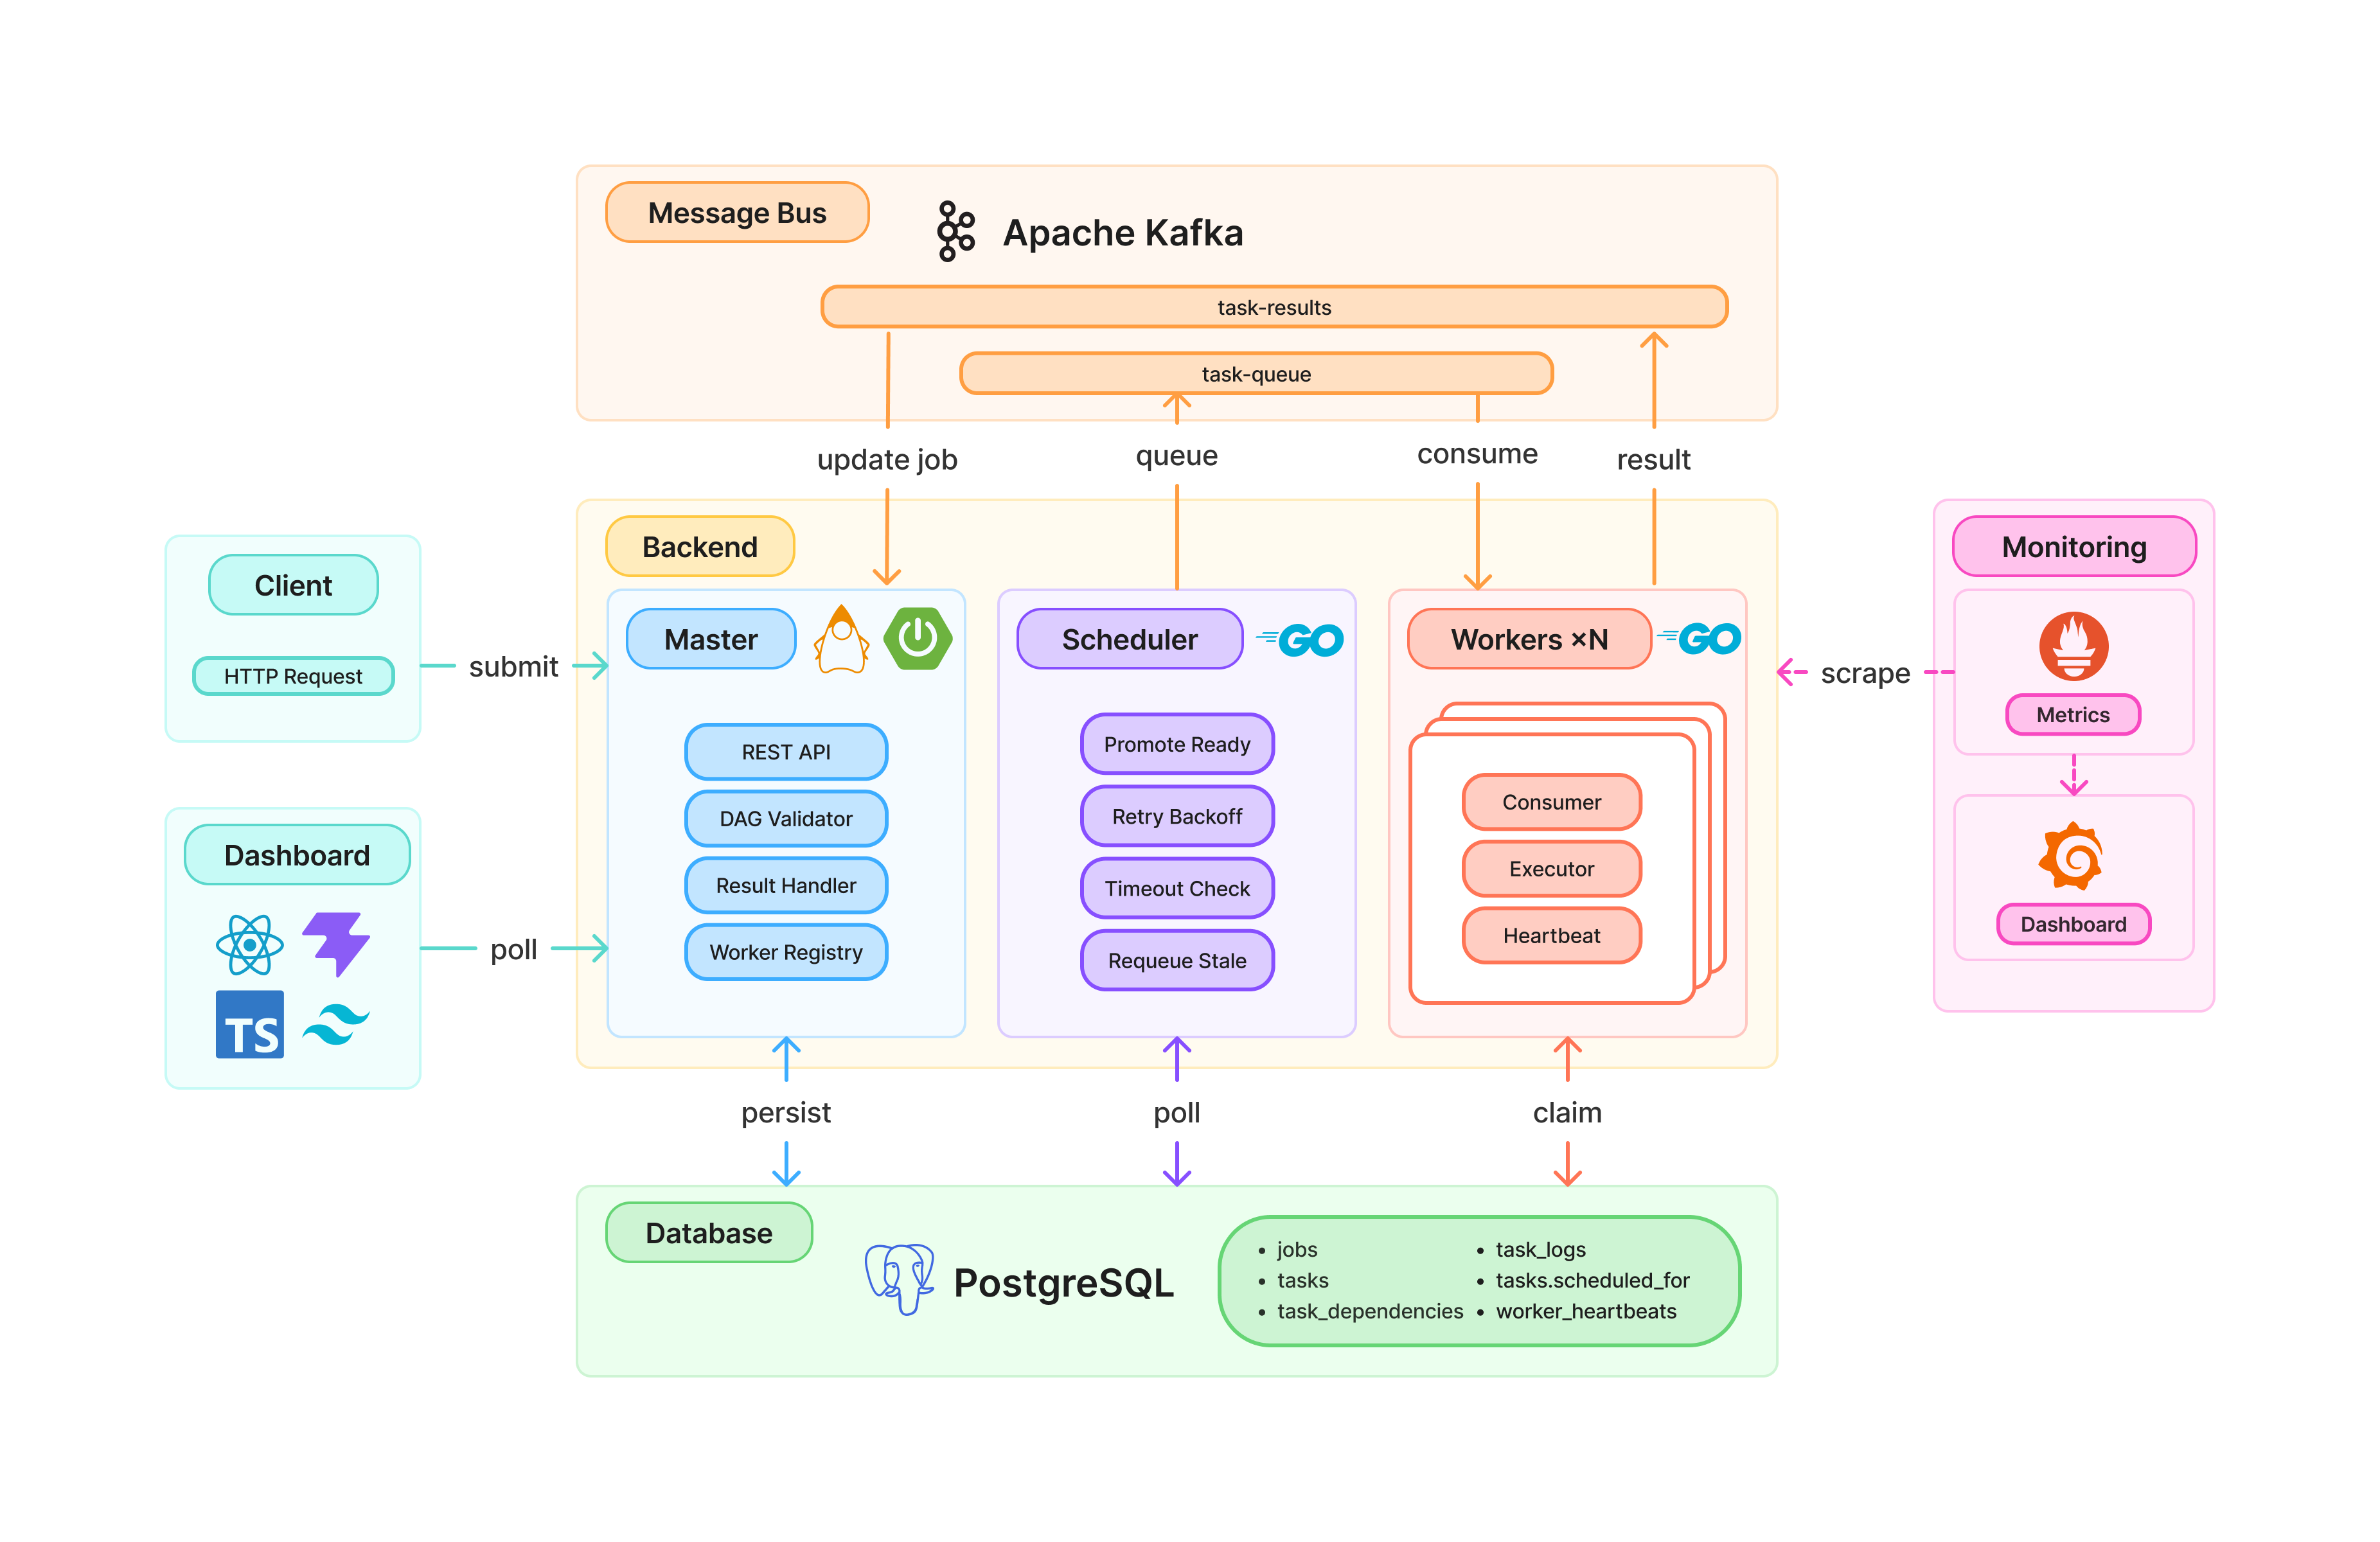 Message Bus
Apache Kafka
task-results
task-queue
update job
queue
consume
result
Client
HTTP Request
submit
Dashboard
TS
poll
Backend
Master
REST API
DAG Validator
Result Handler
Worker Registry
Scheduler
GO
Promote Ready
Retry Backoff
Timeout Check
Requeue Stale
Workers ×N
GO
Consumer
Executor
Heartbeat
scrape
Monitoring
Metrics
Dashboard
persist
poll
claim
Database
PostgreSQL
• jobs
• tasks
• task_dependencies
• task_logs
• tasks.scheduled_for
• worker_heartbeats